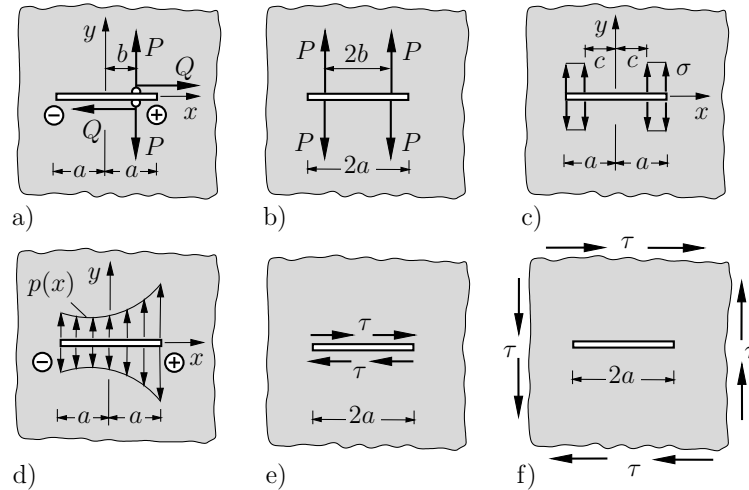 y
b
P
Q
x
−
+
Q
P
a a
a)
P
2b
P
P
P
2a
b)
y
c c
σ
x
a a
c)
p(x)
y
x
−
+
a a
d)
τ
τ
2a
e)
τ
τ
τ
2a
τ
f)